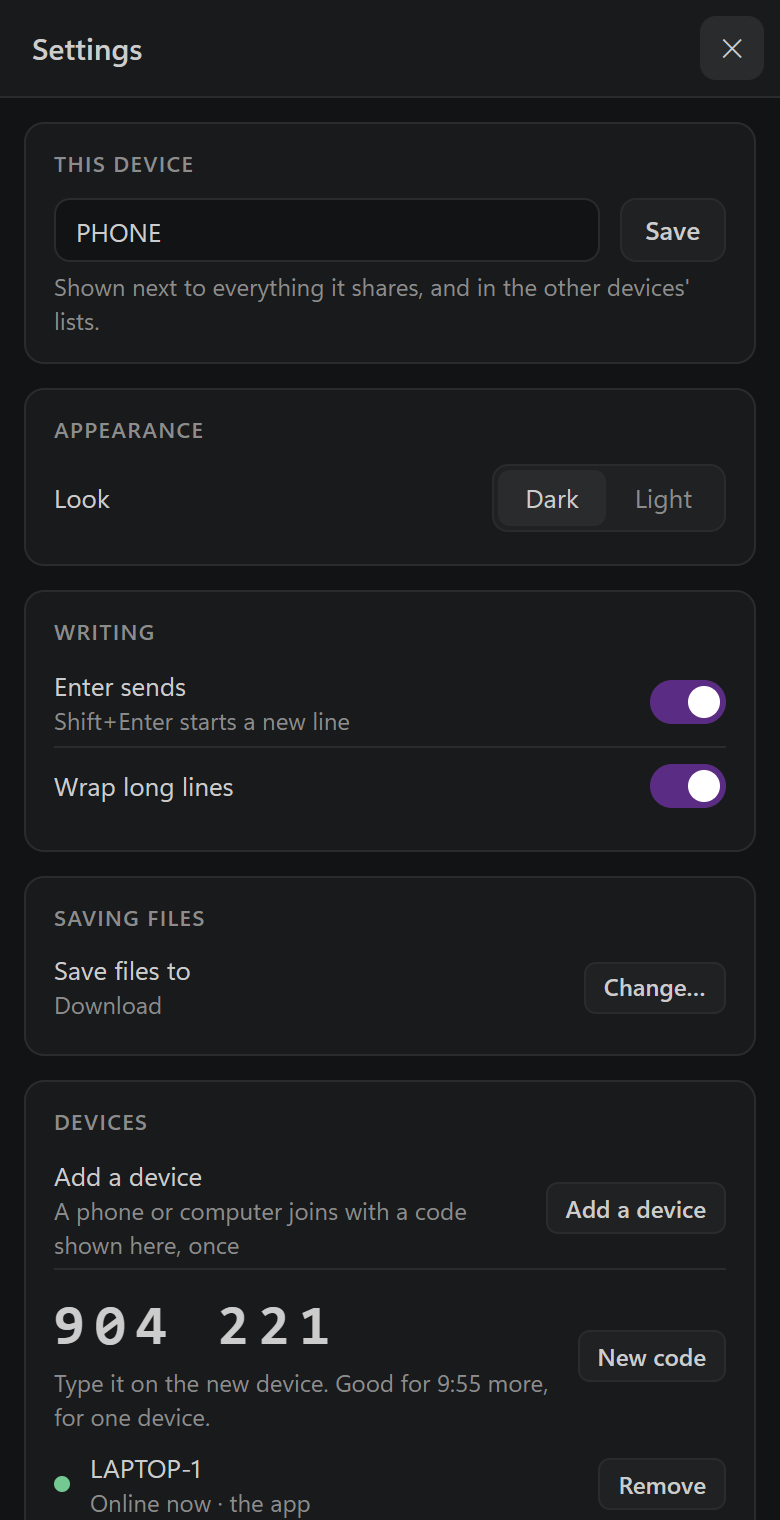 Settings
THIS DEVICE
PHONE
Save
Shown next to everything it shares, and in the other devices'
lists.
APPEARANCE
Look
Dark
Light
WRITING
Enter sends
Shift+Enter starts a new line
Wrap long lines
SAVING FILES
Save files to
Download
Change...
DEVICES
Add a device
A phone or computer joins with a code
shown here, once
Add a device
904 221
New code
Type it on the new device. Good for 9:55 more,
for one device.
LAPTOP-1
Online now · the app
Remove